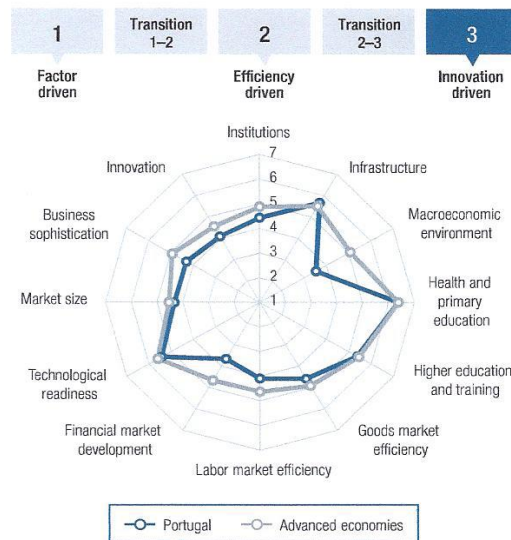 1
Transition
1–2
2
Transition
2–3
3
Factor
driven
Efficiency
driven
Innovation
driven
Institutions
7
6
5
4
3
2
1
Infrastructure
Macroeconomic
environment
Health and
primary
education
Higher education
and training
Goods market
efficiency
Labor market efficiency
Financial market
development
Technological
readiness
Market size
Business
sophistication
Innovation
Portugal
Advanced economies